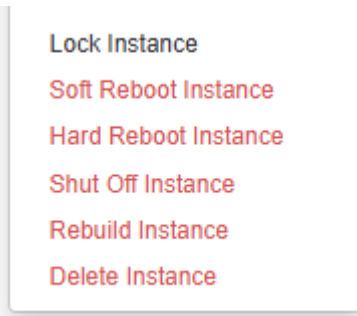 Lock Instance
Soft Reboot Instance
Hard Reboot Instance
Shut Off Instance
Rebuild Instance
Delete Instance